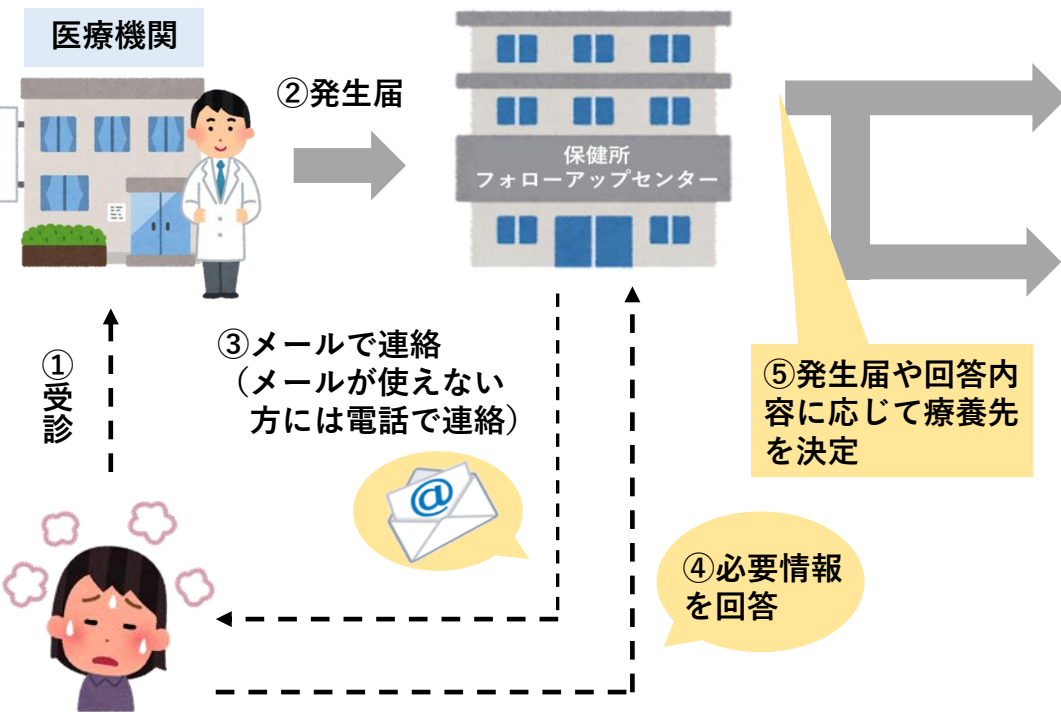 医療機関
②発生届
保健所
フォローアップセンター
①受診
③メールで連絡
（メールが使えない
方には電話で連絡）
@
④必要情報
を回答
⑤発生届や回答内
容に応じて療養先
を決定